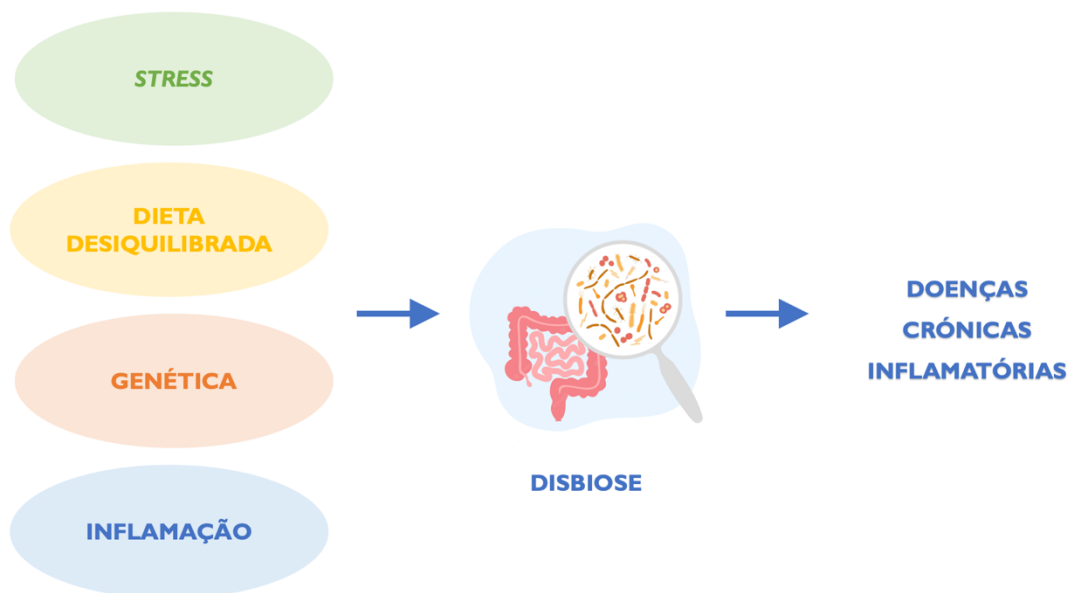 STRESS
DIETA
DESIQUILIBRADA
GENÉTICA
INFLAMAÇÃO
DISBIOSE
DOENÇAS
CRÓNICAS
INFLAMATÓRIAS